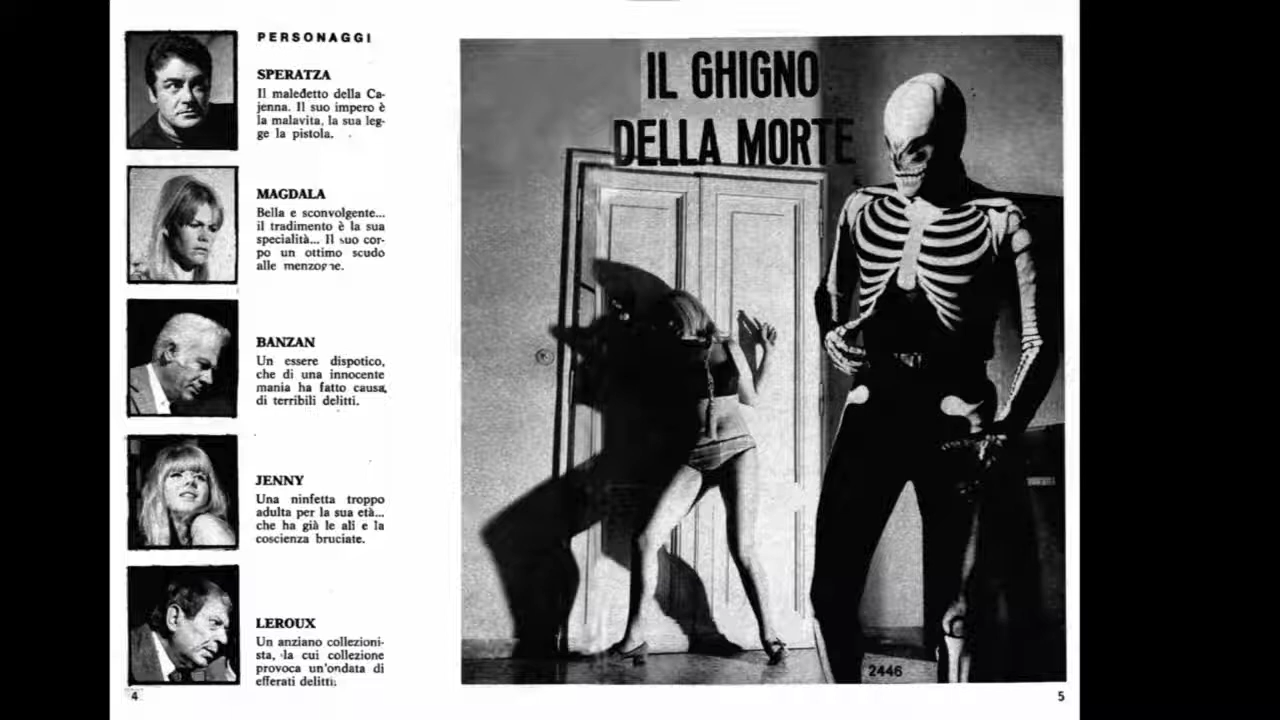 PERSONAGGI
SPERATZA
Il maledetto della Ca-
jenna. Il suo impero è
la malavita, la sua leg-
ge la pistola.
MAGDALA
Bella e sconvolgente...
il tradimento è la sua
specialità... Il suo cor-
po un ottimo scudo
alle menzogne.
BANZAN
Un essere dispotico,
che di una innocente
mania ha fatto causa
di terribili delitti.
JENNY
Una ninfetta troppo
adulta per la sua età...
che ha già le ali e la
coscienza bruciate.
LEROUX
Un anziano collezioni-
sta, la cui collezione
provoca un'ondata di
efferati delitti.
4
IL GHIGNO
DELLA MORTE
2446
5